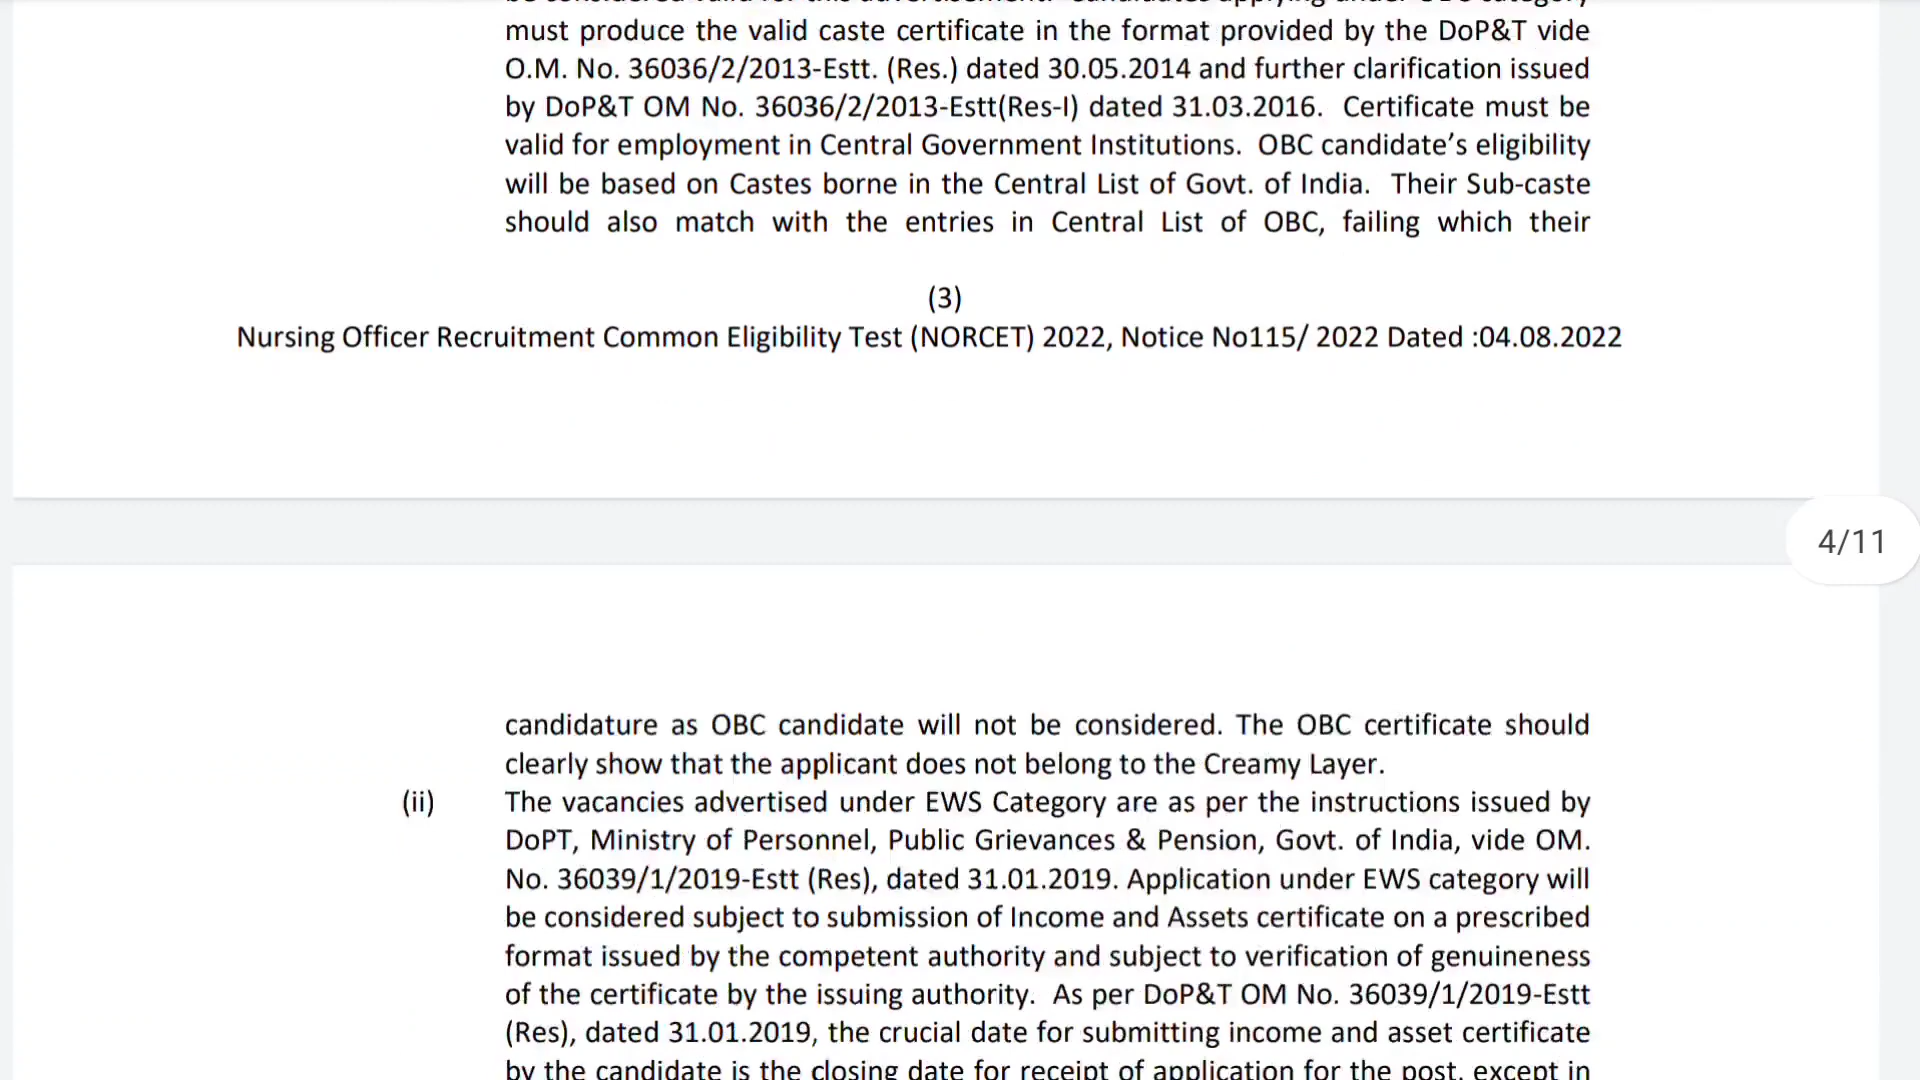 must produce the valid caste certificate in the format provided by the DoP&T vide
O.M. No. 36036/2/2013-Estt. (Res.) dated 30.05.2014 and further clarification issued
by DoP&T OM No. 36036/2/2013-Estt(Res-I) dated 31.03.2016.  Certificate must be
valid for employment in Central Government Institutions.  OBC candidate’s eligibility
will be based on Castes borne in the Central List of Govt. of India.  Their Sub-caste
should also match with the entries in Central List of OBC, failing which their
(3)
Nursing Officer Recruitment Common Eligibility Test (NORCET) 2022, Notice No115/ 2022 Dated :04.08.2022
4/11
candidature as OBC candidate will not be considered. The OBC certificate should
clearly show that the applicant does not belong to the Creamy Layer.
(ii) The vacancies advertised under EWS Category are as per the instructions issued by
DoPT, Ministry of Personnel, Public Grievances & Pension, Govt. of India, vide OM.
No. 36039/1/2019-Estt (Res), dated 31.01.2019. Application under EWS category will
be considered subject to submission of Income and Assets certificate on a prescribed
format issued by the competent authority and subject to verification of genuineness
of the certificate by the issuing authority.  As per DoP&T OM No. 36039/1/2019-Estt
(Res), dated 31.01.2019, the crucial date for submitting income and asset certificate
by the candidate is the closing date for receipt of application for the post, except in